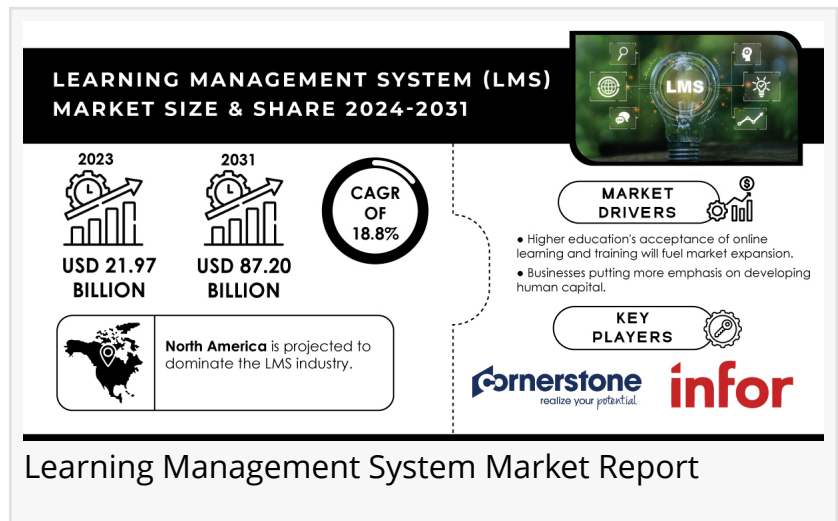 LEARNING MANAGEMENT SYSTEM (LMS)
MARKET SIZE & SHARE 2024-2031
LMS
2023
USD 21.97
BILLION
2031
USD 87.20
BILLION
CAGR
OF
18.8%
North America is projected to
dominate the LMS industry.
MARKET
DRIVERS
$
● Higher education's acceptance of online
learning and training will fuel market expansion.
● Businesses putting more emphasis on developing
human capital.
KEY
PLAYERS
cornerstone
realize your potential.
infor
Learning Management System Market Report